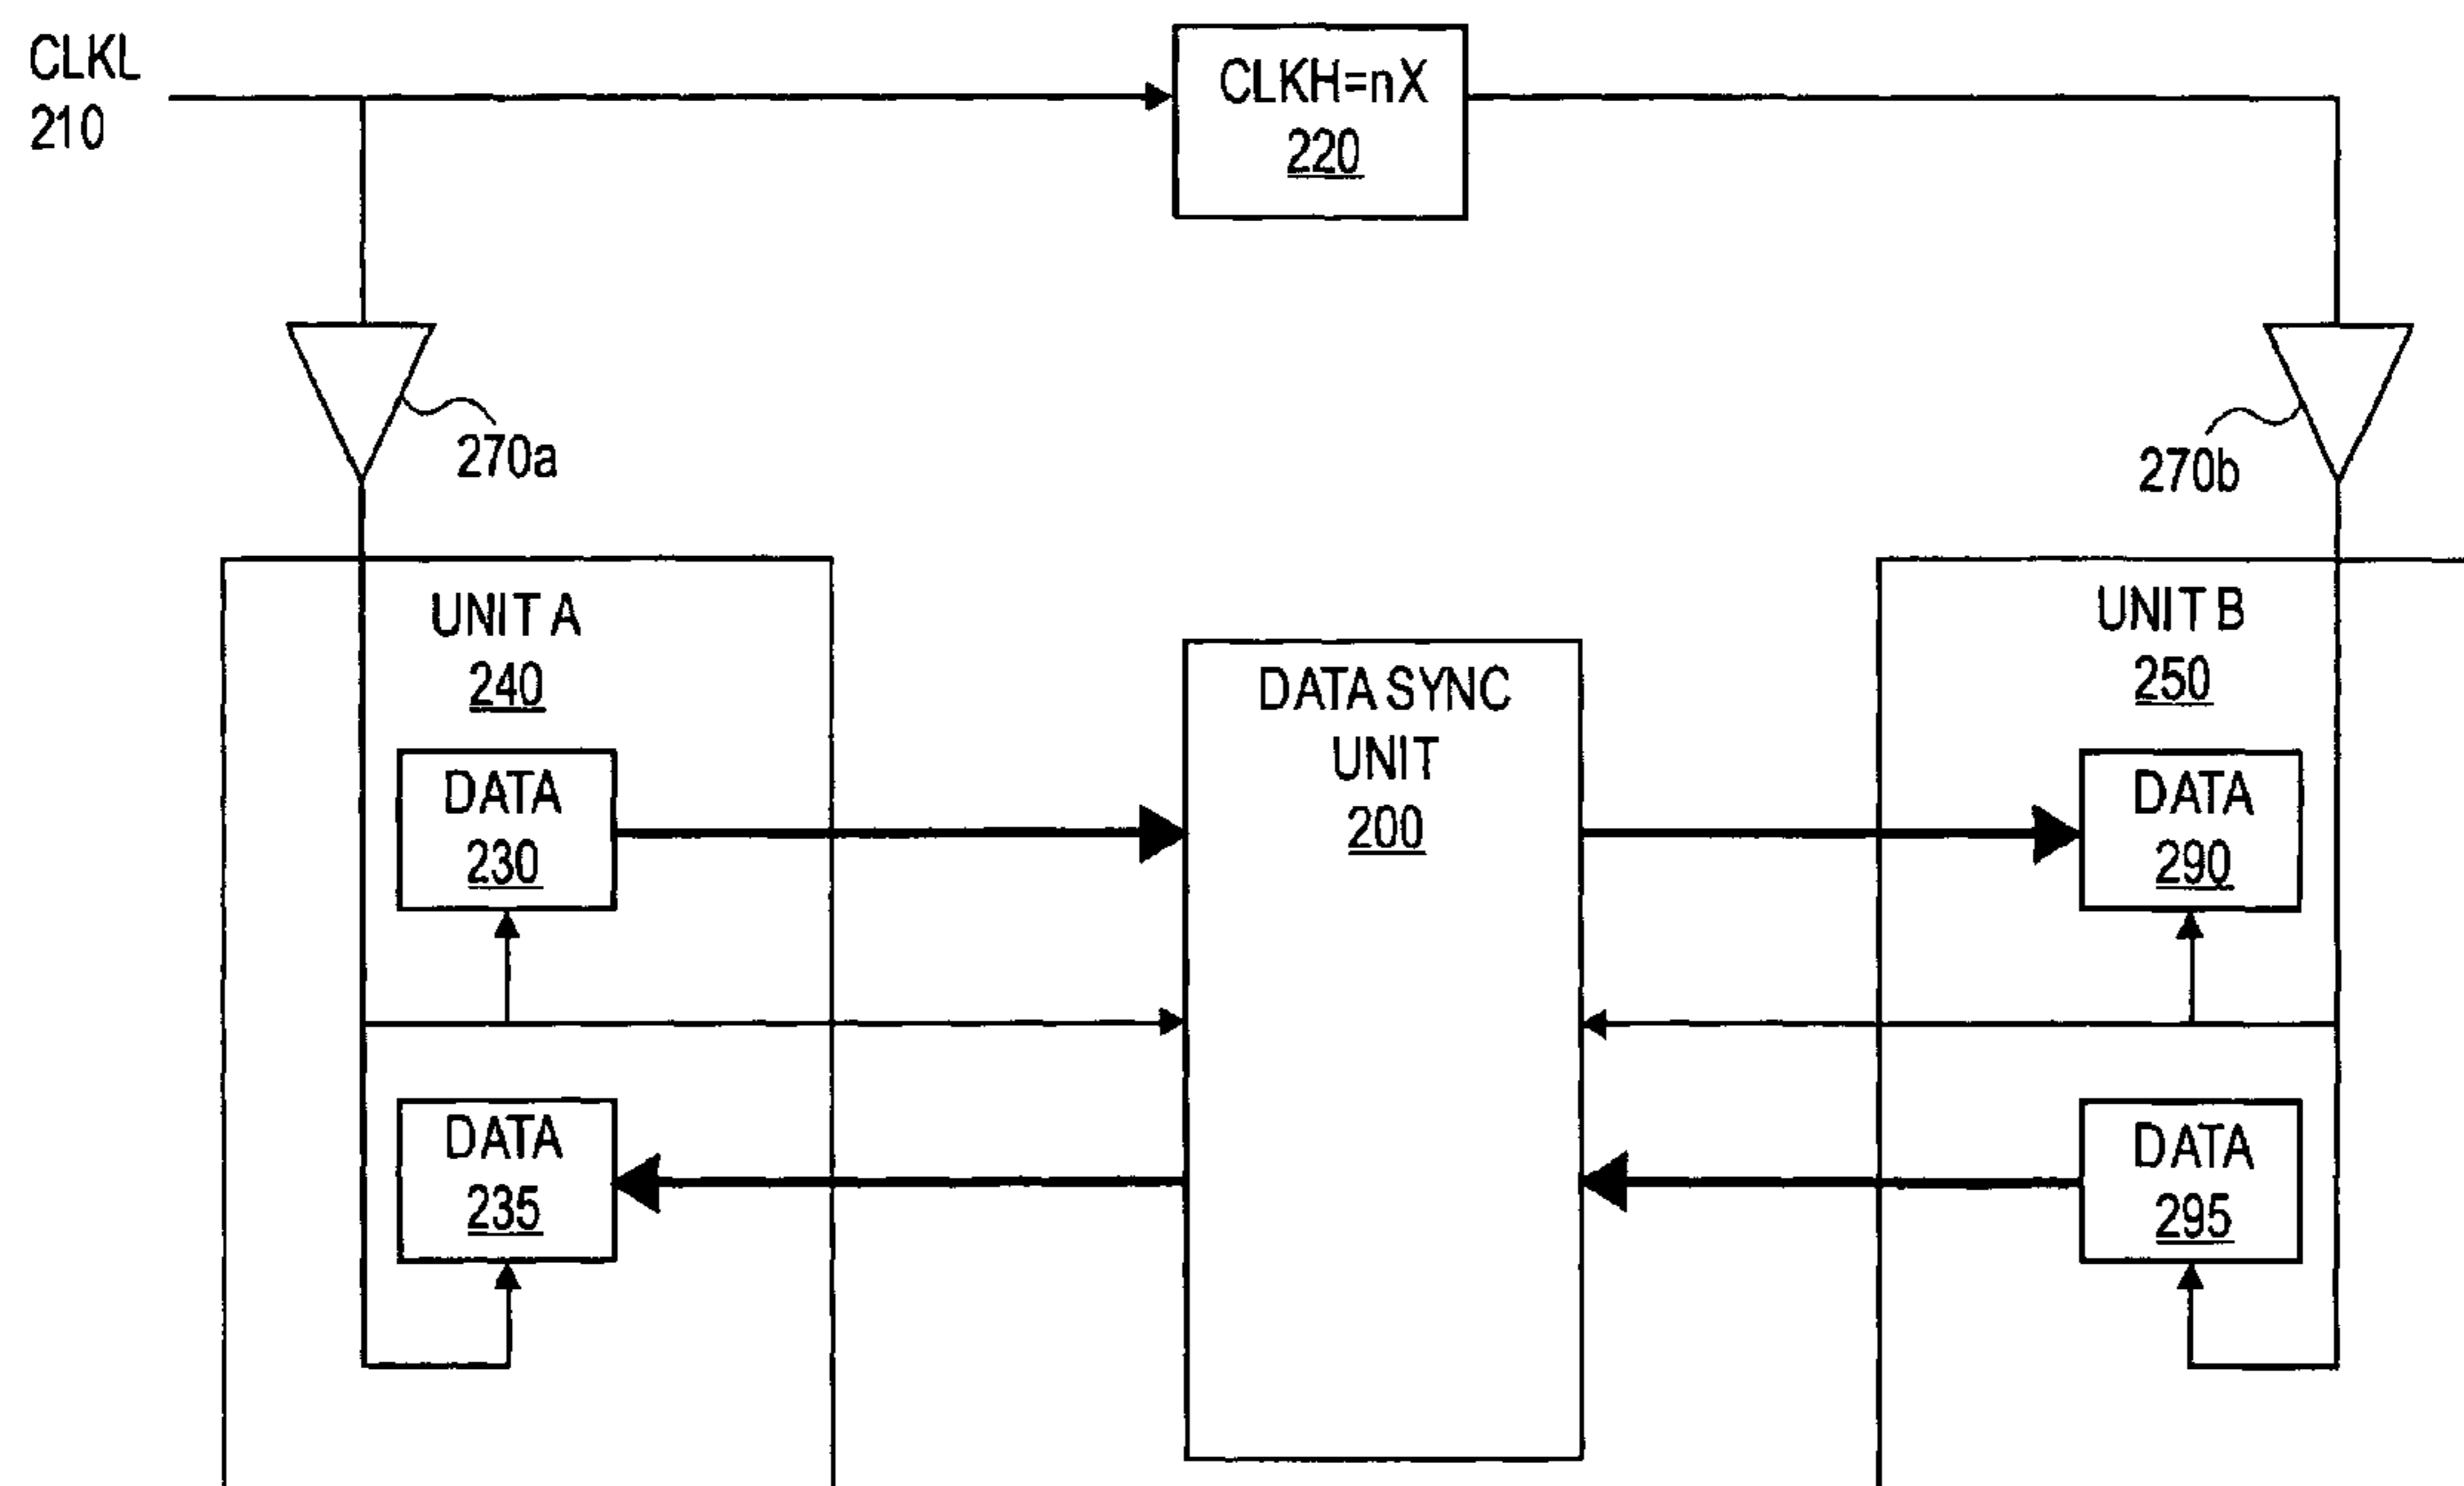 CLKL
210
CLKH=nX
220
270a
270b
UNIT A
240
UNIT B
250
DATA SYNC
UNIT
200
DATA
230
DATA
290
DATA
235
DATA
295